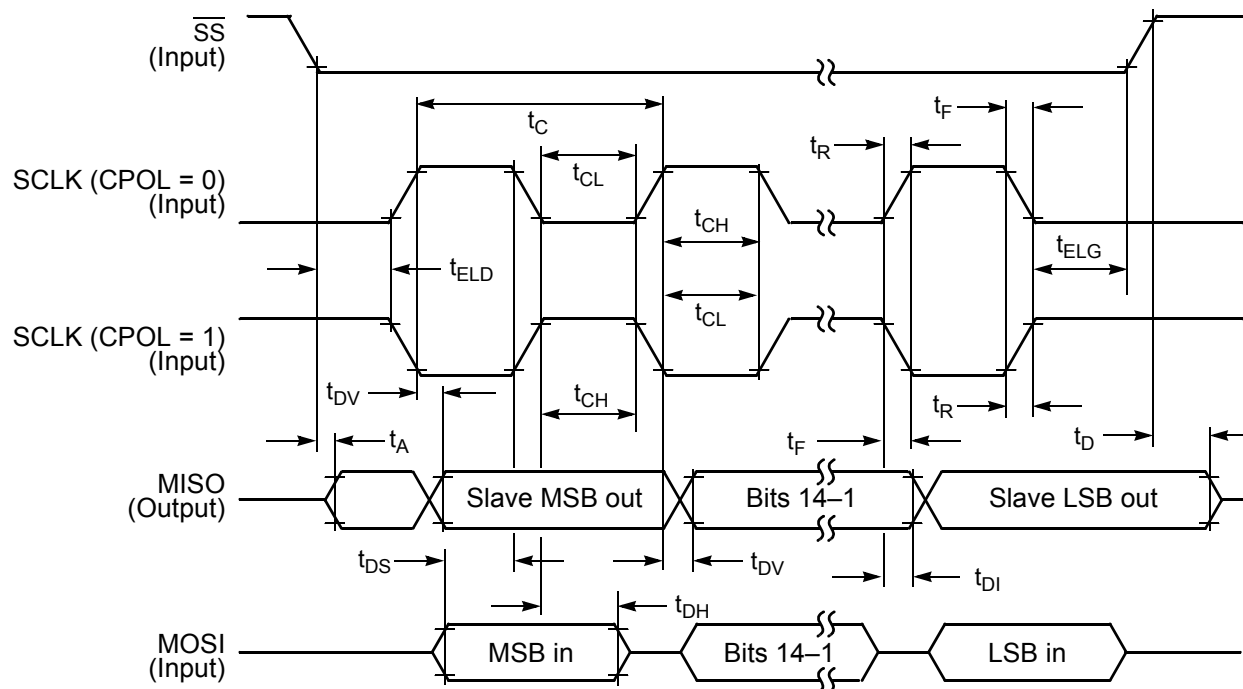 SS
(Input)
t_F
t_C
t_R
SCLK (CPOL = 0)
(Input)
t_CL
t_CH
t_ELD
t_ELG
t_CL
SCLK (CPOL = 1)
(Input)
t_DV
t_CH
t_R
t_A
t_F
t_D
MISO
(Output)
Slave MSB out
Bits 14–1
Slave LSB out
t_DS
t_DV
t_DI
t_DH
MOSI
(Input)
MSB in
Bits 14–1
LSB in